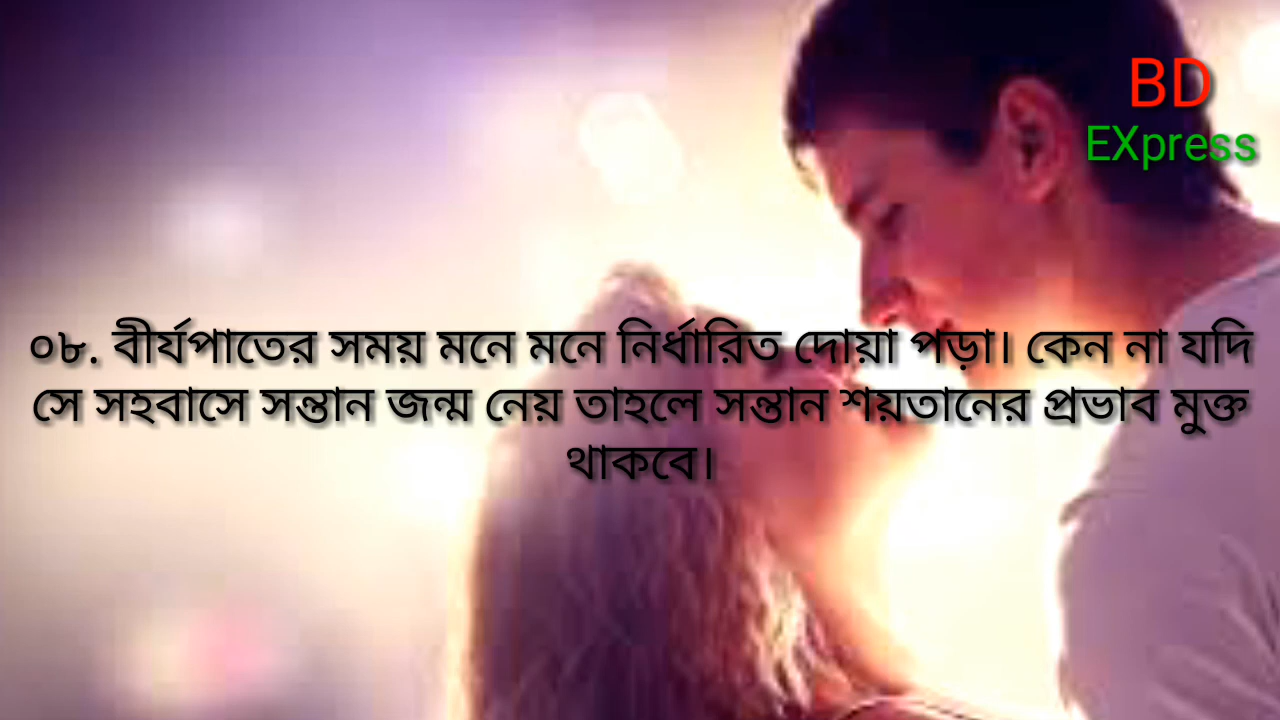 BD
EXpress
০৮. বীর্যপাতের সময় মনে মনে নির্ধারিত দোয়া পড়া। কেন না যদি
সে সহবাসে সন্তান জন্ম নেয় তাহলে সন্তান শয়তানের প্রভাব মুক্ত
থাকবে।